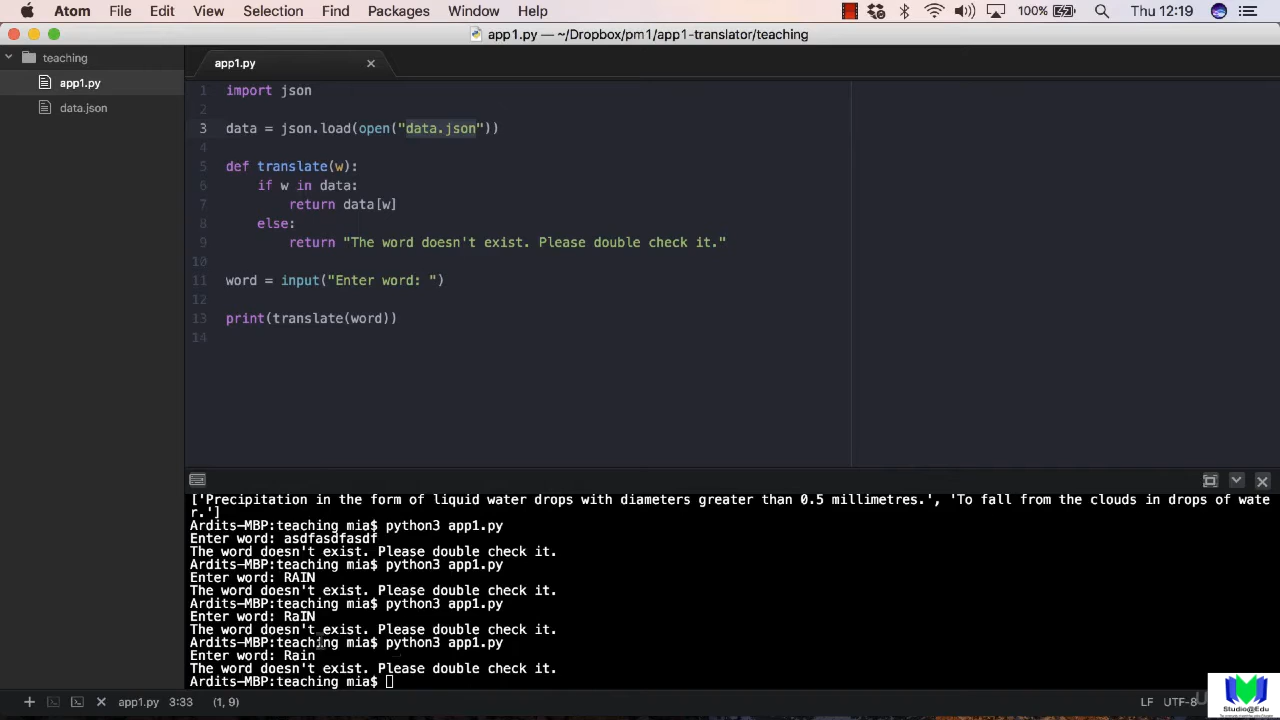 Atom File Edit View Selection Find Packages Window Help 100% Thu 12:19
app1.py — ~/Dropbox/pm1/app1-translator/teaching
teaching
app1.py
data.json
app1.py
1 import json
2
3 data = json.load(open("data.json"))
4
5 def translate(w):
6 if w in data:
7 return data[w]
8 else:
9 return "The word doesn't exist. Please double check it."
10
11 word = input("Enter word: ")
12
13 print(translate(word))
14
['Precipitation in the form of liquid water drops with diameters greater than 0.5 millimetres.', 'To fall from the clouds in drops of wate
r.']
Ardits-MBP:teaching mia$ python3 app1.py
Enter word: asdfasdfasdf
The word doesn't exist. Please double check it.
Ardits-MBP:teaching mia$ python3 app1.py
Enter word: RAIN
The word doesn't exist. Please double check it.
Ardits-MBP:teaching mia$ python3 app1.py
Enter word: RaIN
The word doesn't exist. Please double check it.
Ardits-MBP:teaching mia$ python3 app1.py
Enter word: Rain
The word doesn't exist. Please double check it.
Ardits-MBP:teaching mia$
app1.py 3:33 (1, 9) LF UTF-8
Studio@Edu